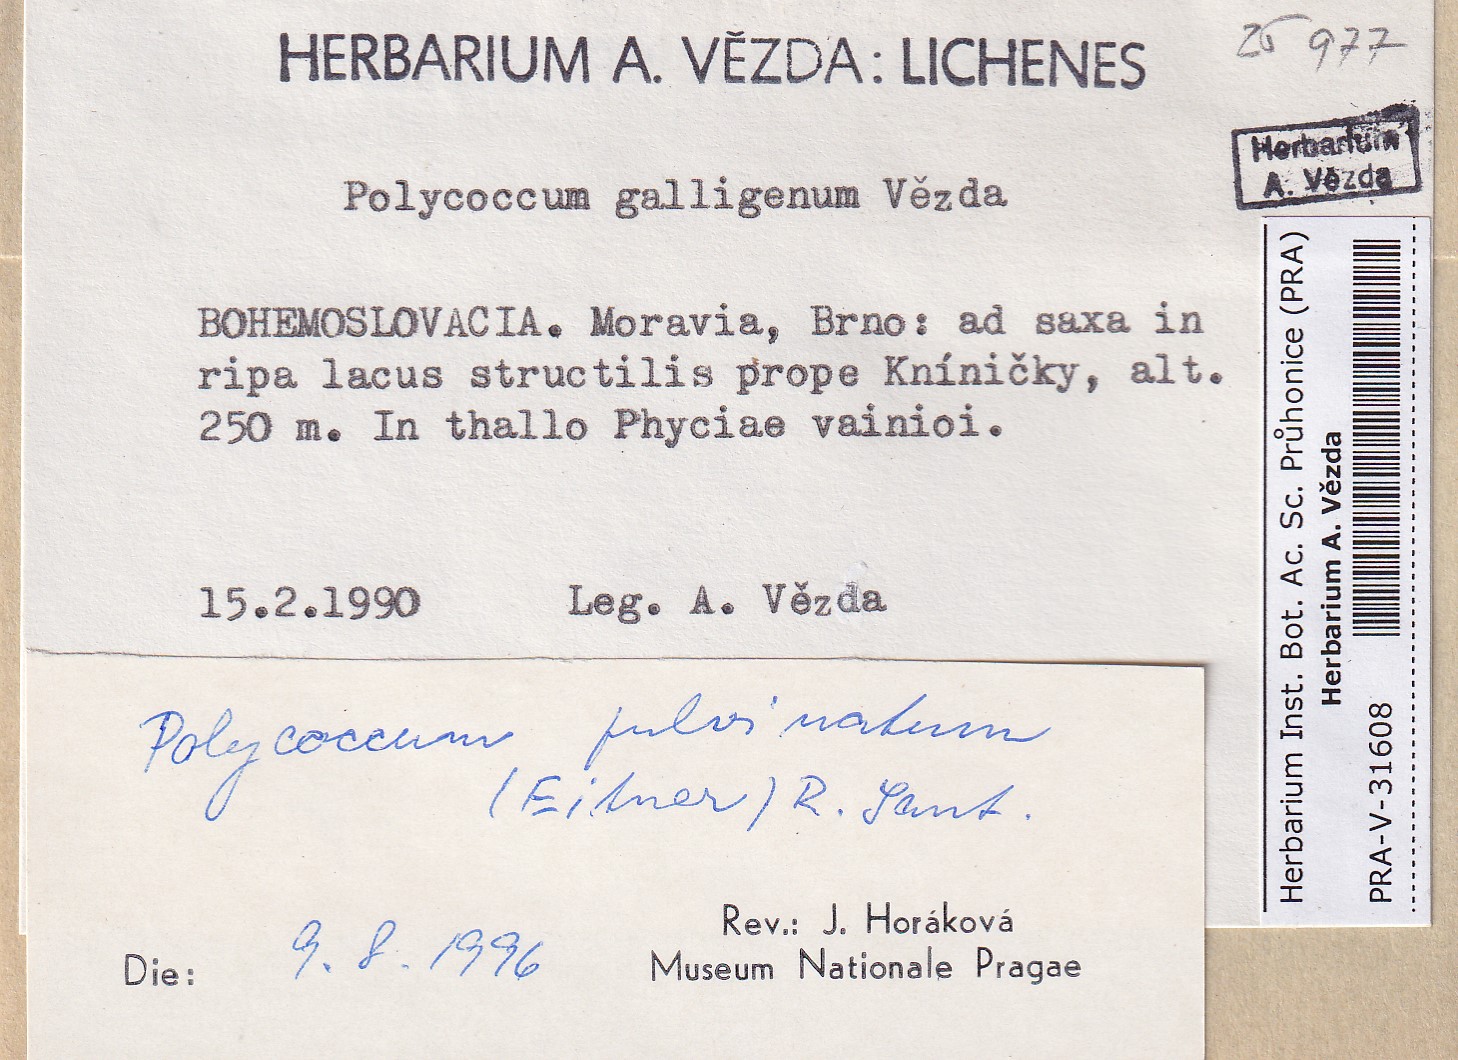 25 977
HERBARIUM A. VĚZDA: LICHENES
Herbarium
A. Vězda
Polycoccum galligenum Vězda
BOHEMOSLOVACIA. Moravia, Brno: ad saxa in
ripa lacus structilis prope Kníničky, alt.
250 m. In thallo Phyciae vainioi.
15.2.1990 Leg. A. Vězda
Herbarium Inst. Bot. Ac. Sc. Průhonice (PRA)
Herbarium A. Vězda
PRA-V-31608
Polycoccum pulvinatum
(Eitner) R. Sant.
Rev.: J. Horáková
Die: 9. 8. 1996 Museum Nationale Pragae